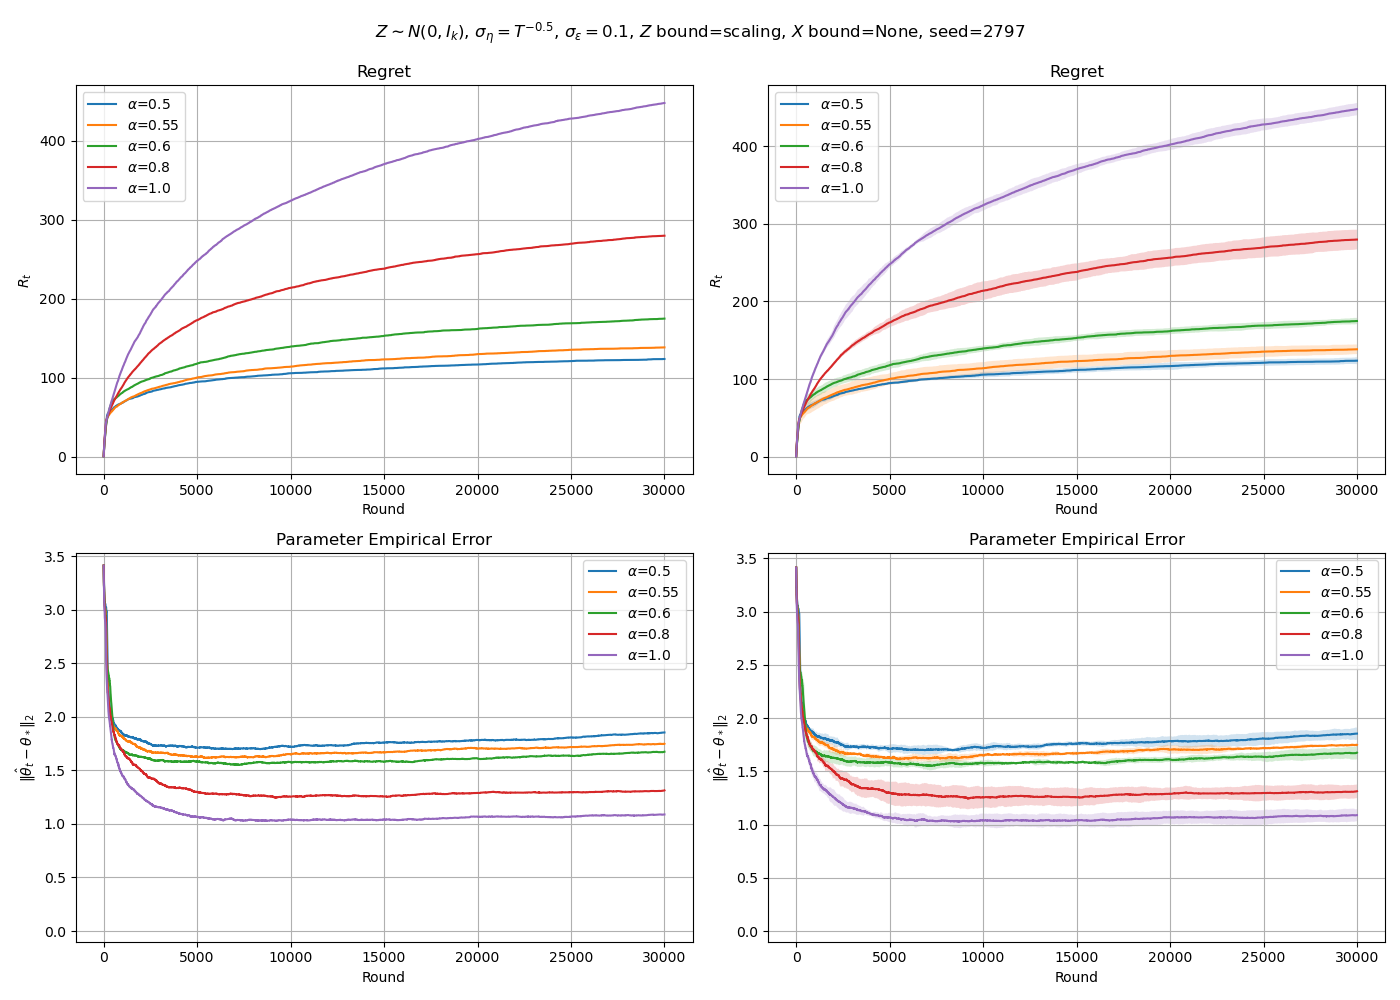 Z ∼ N(0, I_k), σ_η = T^{−0.5}, σ_ε = 0.1, Z bound=scaling, X bound=None, seed=2797
Regret
α=0.5
α=0.55
α=0.6
α=0.8
α=1.0
400
300
200
100
0
R_t
0 5000 10000 15000 20000 25000 30000
Round
Regret
α=0.5
α=0.55
α=0.6
α=0.8
α=1.0
400
300
200
100
0
R_t
0 5000 10000 15000 20000 25000 30000
Round
Parameter Empirical Error
α=0.5
α=0.55
α=0.6
α=0.8
α=1.0
3.5
3.0
2.5
2.0
1.5
1.0
0.5
0.0
‖θ̂_t − θ_*‖_2
0 5000 10000 15000 20000 25000 30000
Round
Parameter Empirical Error
α=0.5
α=0.55
α=0.6
α=0.8
α=1.0
3.5
3.0
2.5
2.0
1.5
1.0
0.5
0.0
‖θ̂_t − θ_*‖_2
0 5000 10000 15000 20000 25000 30000
Round